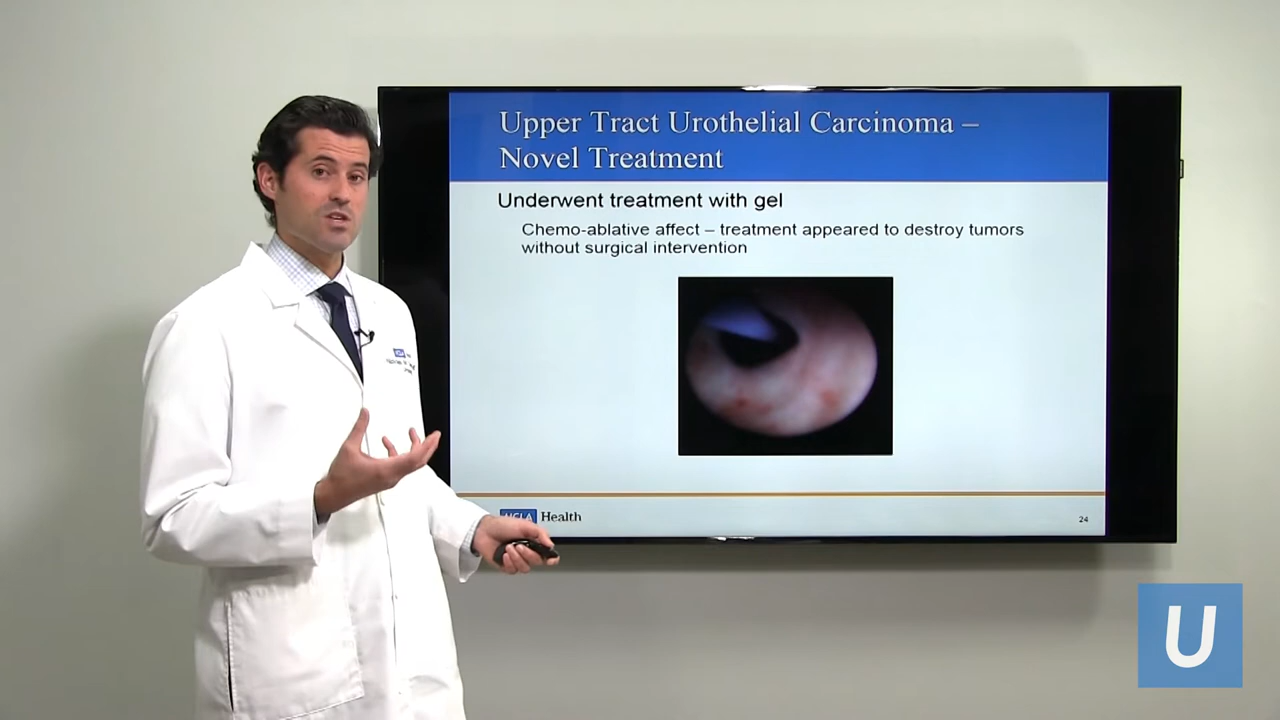 Upper Tract Urothelial Carcinoma –
Novel Treatment
Underwent treatment with gel
Chemo-ablative affect – treatment appeared to destroy tumors
without surgical intervention
UCLA Health
24
U